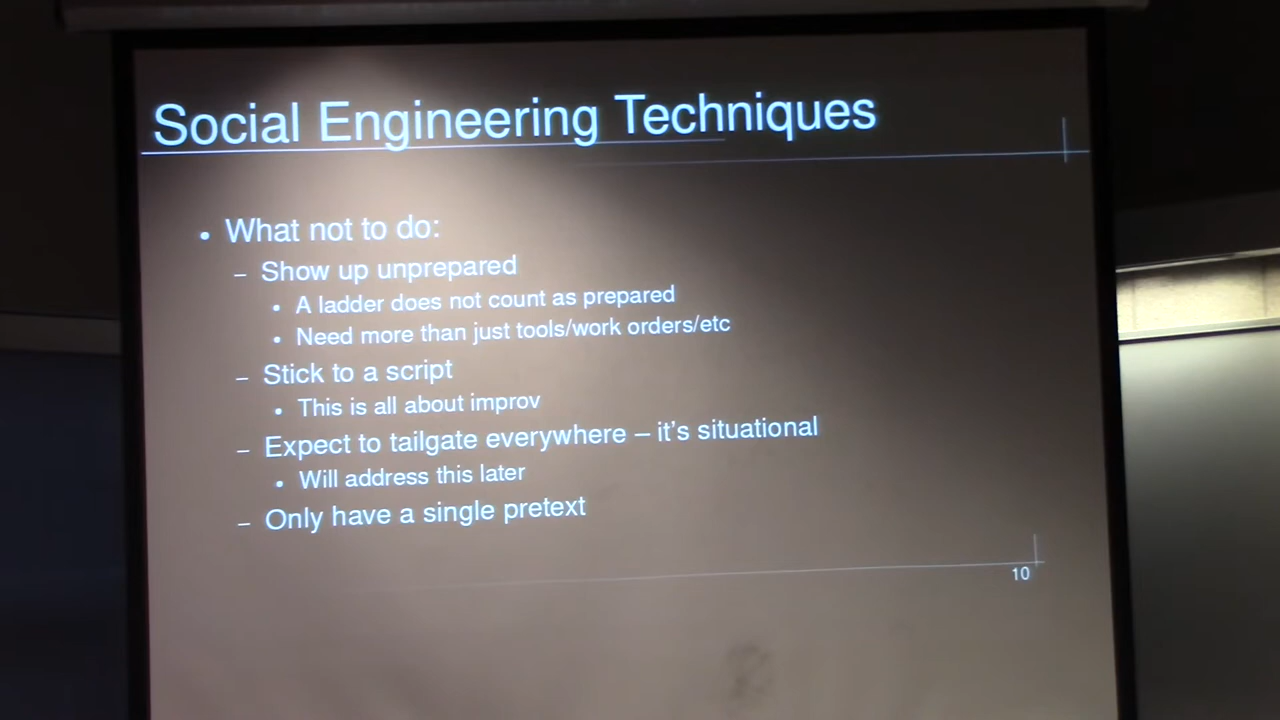 Social Engineering Techniques
• What not to do:
– Show up unprepared
• A ladder does not count as prepared
• Need more than just tools/work orders/etc
– Stick to a script
• This is all about improv
– Expect to tailgate everywhere – it's situational
• Will address this later
– Only have a single pretext
10